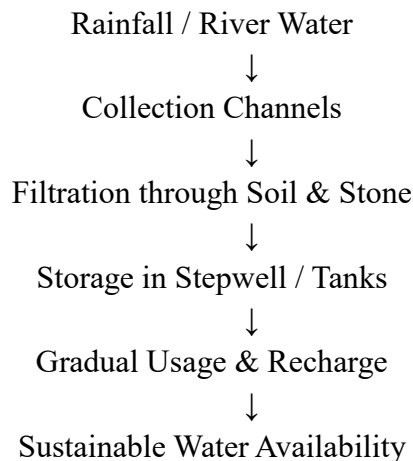 Rainfall / River Water
↓
Collection Channels
↓
Filtration through Soil & Stone
↓
Storage in Stepwell / Tanks
↓
Gradual Usage & Recharge
↓
Sustainable Water Availability